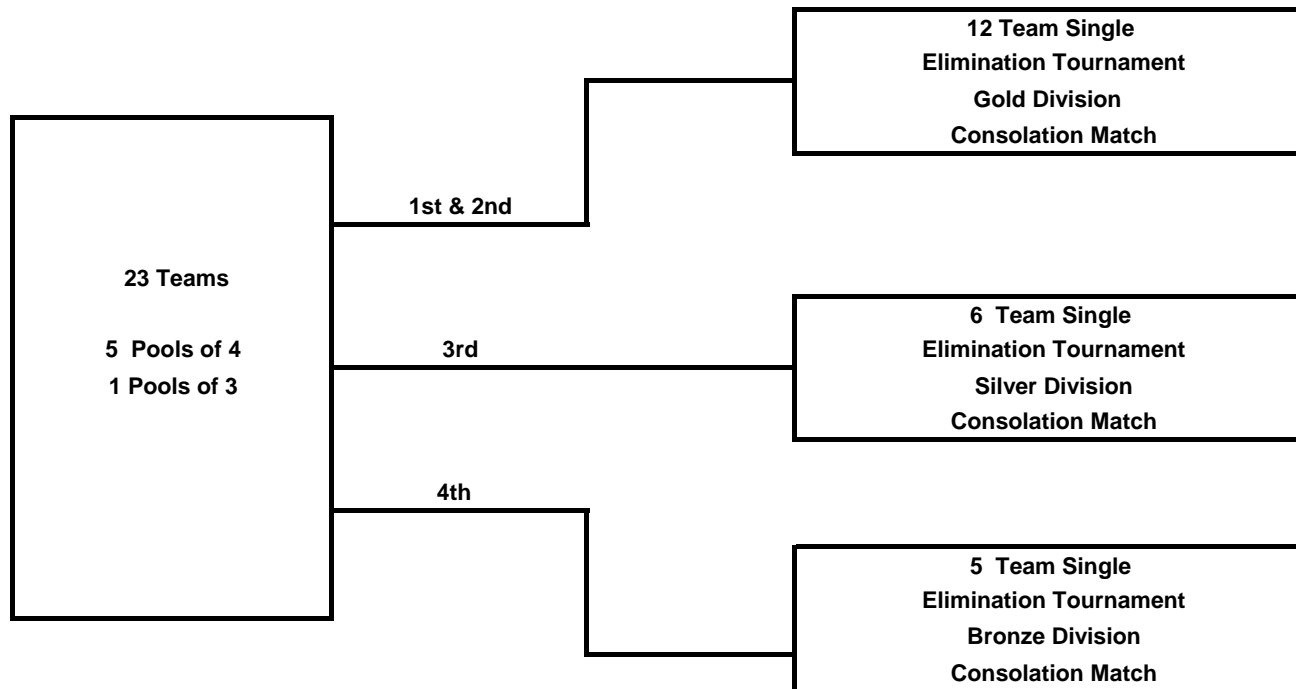 23 Teams
5 Pools of 4
1 Pools of 3
1st & 2nd
3rd
4th
12 Team Single
Elimination Tournament
Gold Division
Consolation Match
6 Team Single
Elimination Tournament
Silver Division
Consolation Match
5 Team Single
Elimination Tournament
Bronze Division
Consolation Match